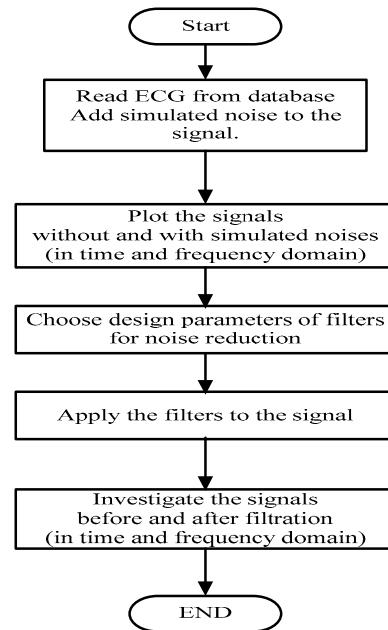 Start
Read ECG from database
Add simulated noise to the
signal.
Plot the signals
without and with simulated noises
(in time and frequency domain)
Choose design parameters of filters
for noise reduction
Apply the filters to the signal
Investigate the signals
before and after filtration
(in time and frequency domain)
END